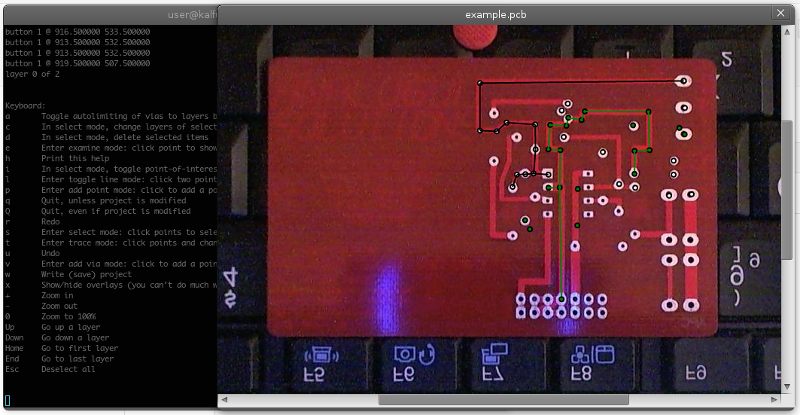 user@kai
example.pcb
button 1 @ 916.500000 533.500000
button 1 @ 913.500000 532.500000
button 1 @ 913.500000 532.500000
button 1 @ 919.500000 507.500000
layer 0 of 2
Keyboard:
a Toggle autolimiting of vias to layers b
c In select mode, change layers of select
d In select mode, delete selected items
e Enter examine mode: click point to show
h Print this help
i In select mode, toggle point-of-interes
l Enter toggle line mode: click two point
p Enter add point mode: click to add a po
q Quit, unless project is modified
Q Quit, even if project is modified
r Redo
s Enter select mode: click points to sele
t Enter trace mode: click points and chan
u Undo
v Enter add via mode: click to add a poin
w Write (save) project
x Show/hide overlays (you can't do much w
+ Zoom in
- Zoom out
0 Zoom to 100%
Up Go up a layer
Down Go down a layer
Home Go to first layer
End Go to last layer
Esc Deselect all
2
4
$
F5
F6
F7
F8
F9